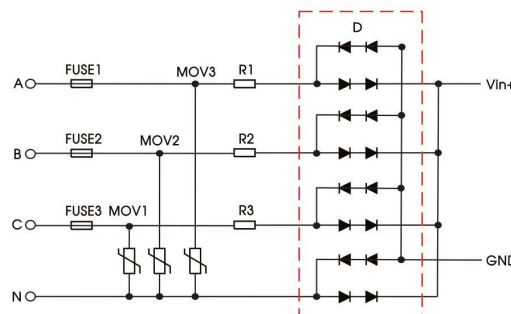 D
FUSE1 MOV3 R1
A Vin+
FUSE2 MOV2 R2
B
FUSE3 MOV1 R3
C
GND
N